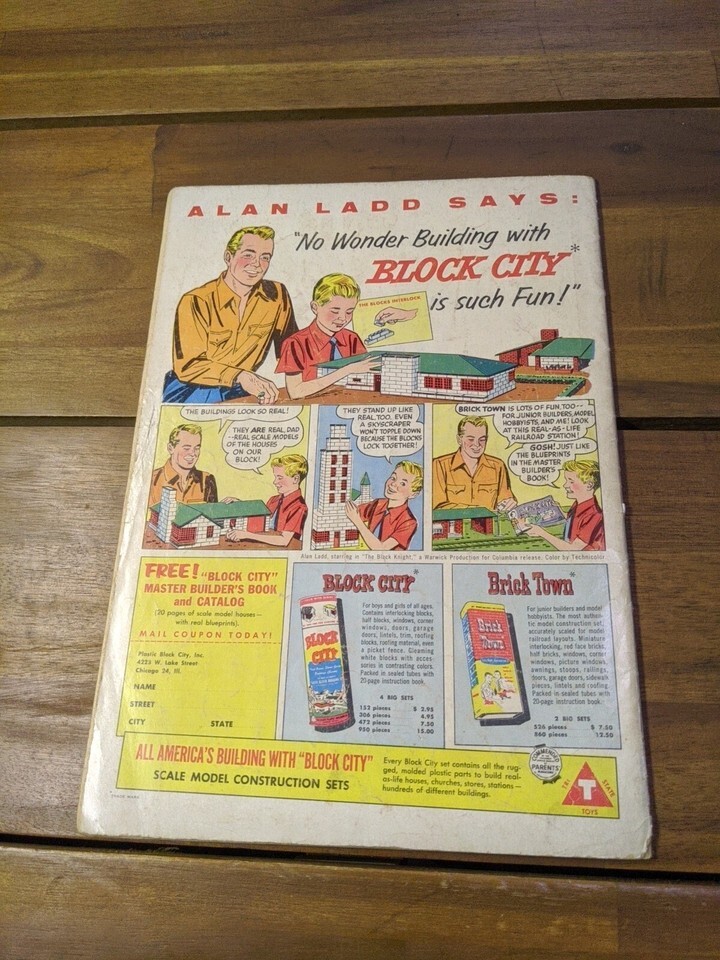 ALAN LADD SAYS:
"No Wonder Building with
BLOCK CITY*
is such Fun!"
THE BLOCKS INTERLOCK
THE BUILDINGS LOOK SO REAL!
THEY ARE REAL, DAD
--REAL SCALE MODELS
OF THE HOUSES
ON OUR
BLOCK!
THEY STAND UP LIKE
REAL, TOO. EVEN
A SKYSCRAPER
WON'T TOPPLE DOWN
BECAUSE THE BLOCKS
LOCK TOGETHER!
BRICK TOWN IS LOTS OF FUN, TOO--
FOR JUNIOR BUILDERS, MODEL
HOBBYISTS, AND ME! LOOK
AT THIS REAL-AS-LIFE
RAILROAD STATION!
GOSH! JUST LIKE
THE BLUEPRINTS
IN THE MASTER
BUILDER'S
BOOK!
Alan Ladd, starring in "The Black Knight," a Warwick Production for Columbia release. Color by Technicolor
FREE! "BLOCK CITY"
MASTER BUILDER'S BOOK
and CATALOG
(20 pages of scale model houses—
with real blueprints).
MAIL COUPON TODAY!
Plastic Block City, Inc.
4225 W. Lake Street
Chicago 24, Ill.
NAME
STREET
CITY STATE
BLOCK CITY*
BLOCK
CITY
For boys and girls of all ages.
Contains interlocking blocks,
half blocks, windows, corner
windows, doors, garage
doors, lintels, trim, roofing
blocks, roofing material, even
a picket fence. Gleaming
white blocks with acces-
sories in contrasting colors.
Packed in sealed tubes with
20-page instruction book.
4 BIG SETS
152 pieces $ 2.95
306 pieces 4.95
472 pieces 7.50
950 pieces 15.00
Brick Town*
Brick
Town
For junior builders and model
hobbyists. The most authen-
tic model construction set,
accurately scaled for model
railroad layouts. Miniature
interlocking, red face bricks,
half bricks, windows, corner
windows, picture windows,
awnings, stoops, railings,
doors, garage doors, sidewalk
pieces, lintels and roofing.
Packed in sealed tubes with
20-page instruction book.
2 BIG SETS
536 pieces $ 7.50
860 pieces 12.50
ALL AMERICA'S BUILDING WITH "BLOCK CITY"
SCALE MODEL CONSTRUCTION SETS
Every Block City set contains all the rug-
ged, molded plastic parts to build real-
as-life houses, churches, stores, stations—
hundreds of different buildings.
COMMENDED
PARENTS'
MAGAZINE
TRI STATE
T
TOYS
*TRADE MARK